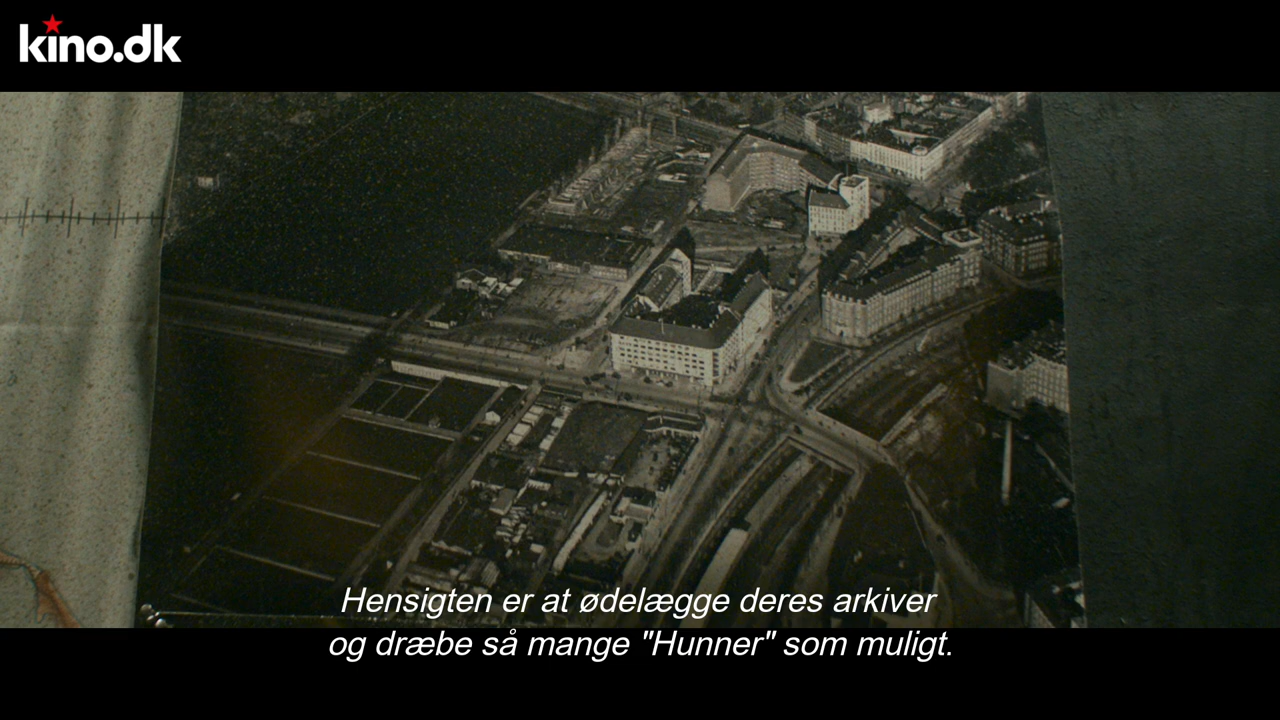 kino.dk
Hensigten er at ødelægge deres arkiver
og dræbe så mange "Hunner" som muligt.